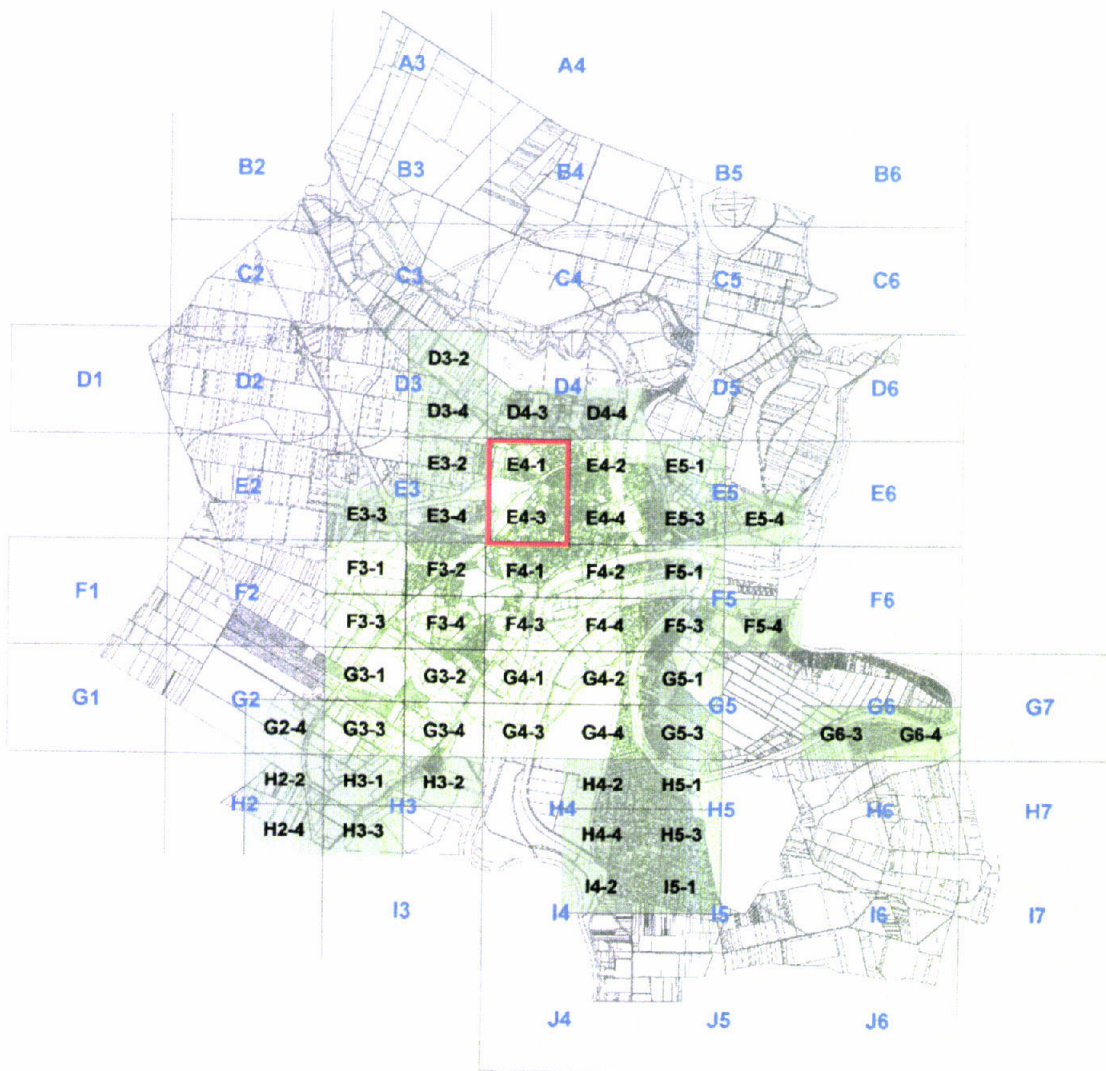 A3 A4
B2 B3 B4 B5 B6
C2 C3 C4 C5 C6
D3-2
D1 D2 D3 D4 D5 D6
D3-4 D4-3 D4-4
E3-2 E4-1 E4-2 E5-1
E2 E3 E5 E6
E3-3 E3-4 E4-3 E4-4 E5-3 E5-4
F3-1 F3-2 F4-1 F4-2 F5-1
F1 F2 F5 F6
F3-3 F3-4 F4-3 F4-4 F5-3 F5-4
G3-1 G3-2 G4-1 G4-2 G5-1
G1 G2 G5 G6 G7
G2-4 G3-3 G3-4 G4-3 G4-4 G5-3 G6-3 G6-4
H2-2 H3-1 H3-2 H4-2 H5-1
H2 H3 H4 H5 H6 H7
H2-4 H3-3 H4-4 H5-3
I4-2 I5-1
I3 I4 I5 I6 I7
J4 J5 J6